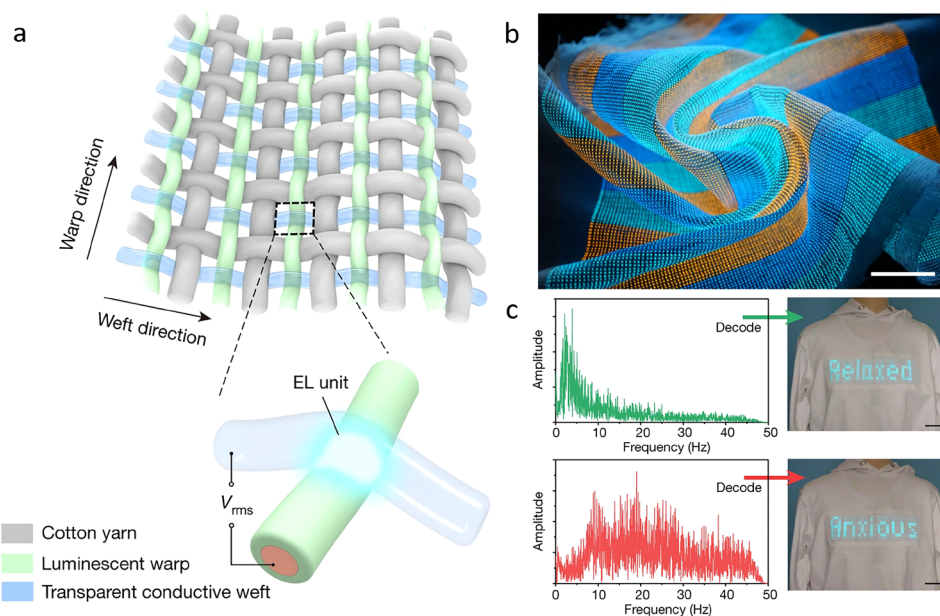 a
Warp direction
Weft direction
EL unit
Vrms
Cotton yarn
Luminescent warp
Transparent conductive weft
b
c
Amplitude
Decode
0 10 20 30 40 50
Frequency (Hz)
Relaxed
Amplitude
Decode
0 10 20 30 40 50
Frequency (Hz)
Anxious